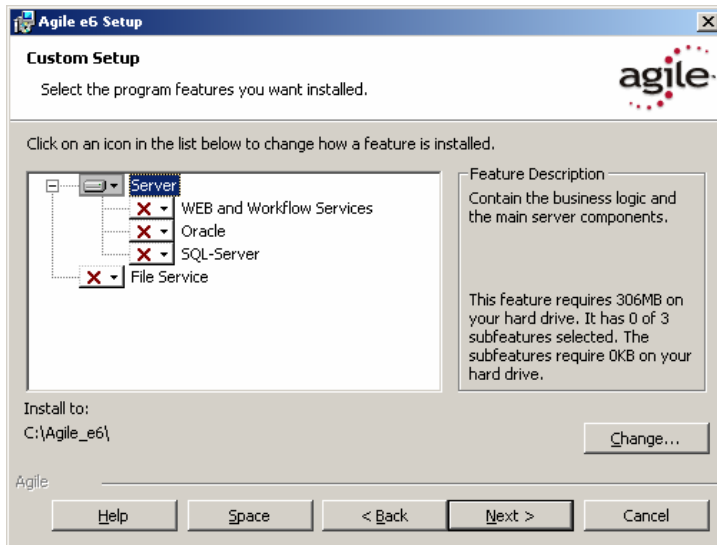 Agile e6 Setup
Custom Setup
Select the program features you want installed.
agile
Click on an icon in the list below to change how a feature is installed.
Server
WEB and Workflow Services
Oracle
SQL-Server
File Service
Feature Description
Contain the business logic and
the main server components.
This feature requires 306MB on
your hard drive. It has 0 of 3
subfeatures selected. The
subfeatures require 0KB on your
hard drive.
Install to:
C:\Agile_e6\
Change...
Agile
Help
Space
< Back
Next >
Cancel